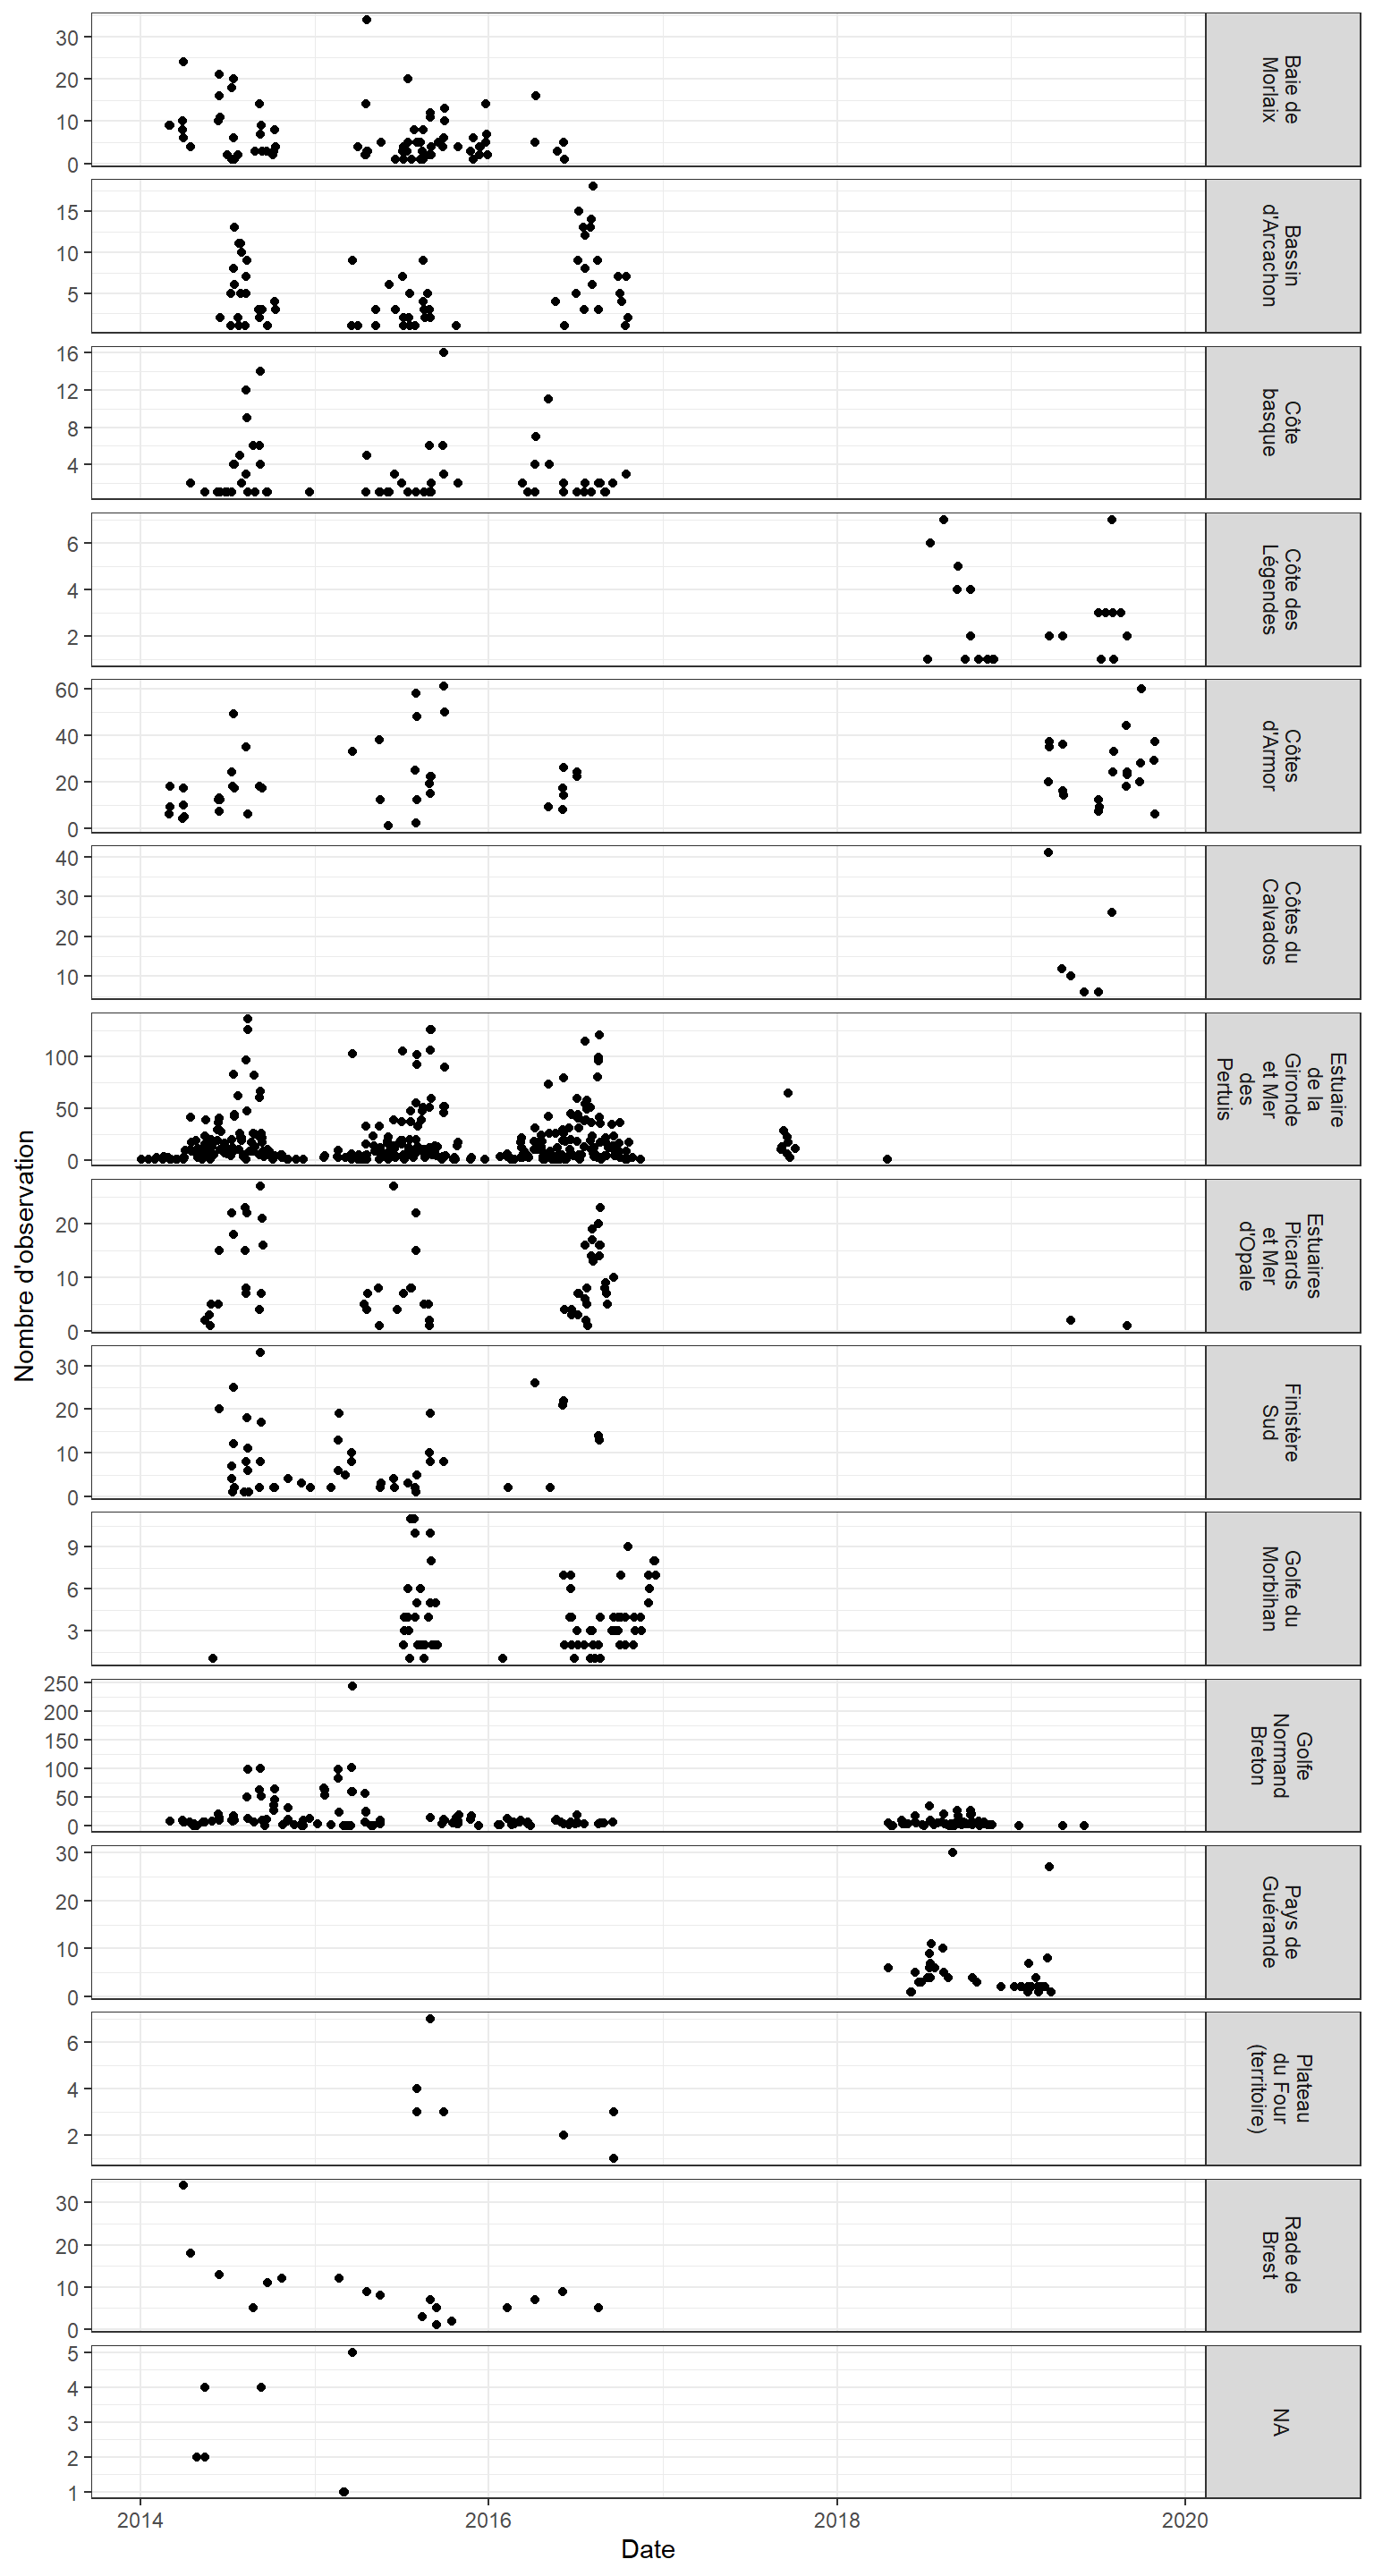 Nombre d'observation
30
20
10
0
Baie de
Morlaix
15
10
5
Bassin
d'Arcachon
16
12
8
4
Côte
basque
6
4
2
Côte des
Légendes
60
40
20
0
Côtes
d'Armor
40
30
20
10
Côtes du
Calvados
100
50
0
Estuaire
de la
Gironde
et Mer
des
Pertuis
20
10
0
Estuaires
Picards
et Mer
d'Opale
30
20
10
0
Finistère
Sud
9
6
3
Golfe du
Morbihan
250
200
150
100
50
0
Golfe
Normand
Breton
30
20
10
0
Pays de
Guérande
6
4
2
Plateau
du Four
(territoire)
30
20
10
0
Rade de
Brest
5
4
3
2
1
NA
2014
2016
2018
2020
Date